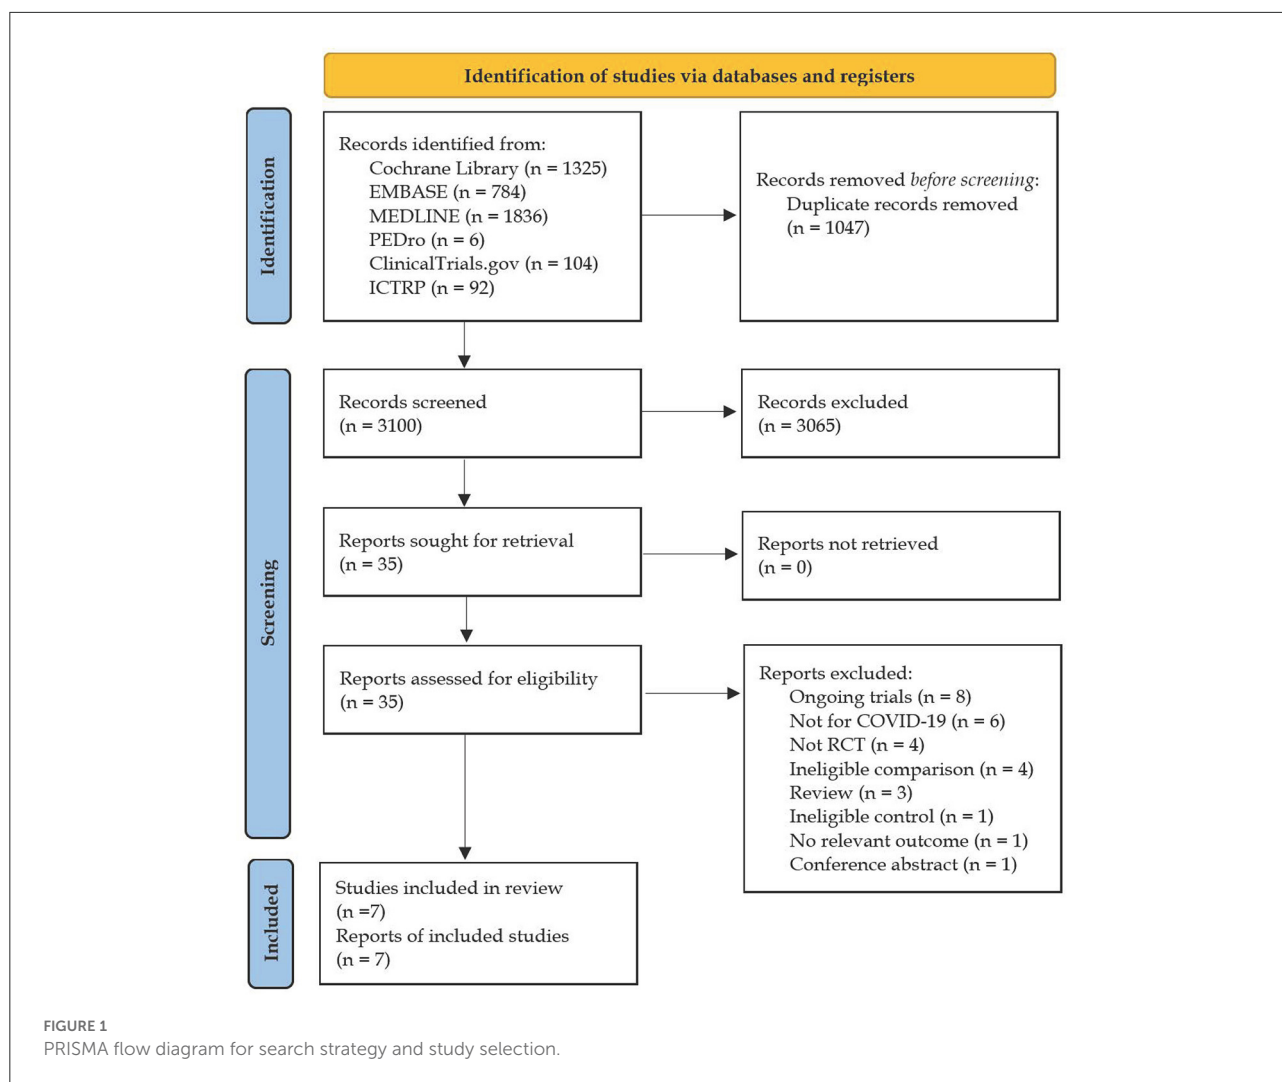 Identification of studies via databases and registers
Identification
Records identified from:
Cochrane Library (n = 1325)
EMBASE (n = 784)
MEDLINE (n = 1836)
PEDro (n = 6)
ClinicalTrials.gov (n = 104)
ICTRP (n = 92)
Records removed before screening:
Duplicate records removed
(n = 1047)
Screening
Records screened
(n = 3100)
Records excluded
(n = 3065)
Reports sought for retrieval
(n = 35)
Reports not retrieved
(n = 0)
Reports assessed for eligibility
(n = 35)
Reports excluded:
Ongoing trials (n = 8)
Not for COVID-19 (n = 6)
Not RCT (n = 4)
Ineligible comparison (n = 4)
Review (n = 3)
Ineligible control (n = 1)
No relevant outcome (n = 1)
Conference abstract (n = 1)
Included
Studies included in review
(n =7)
Reports of included studies
(n = 7)
FIGURE 1
PRISMA flow diagram for search strategy and study selection.